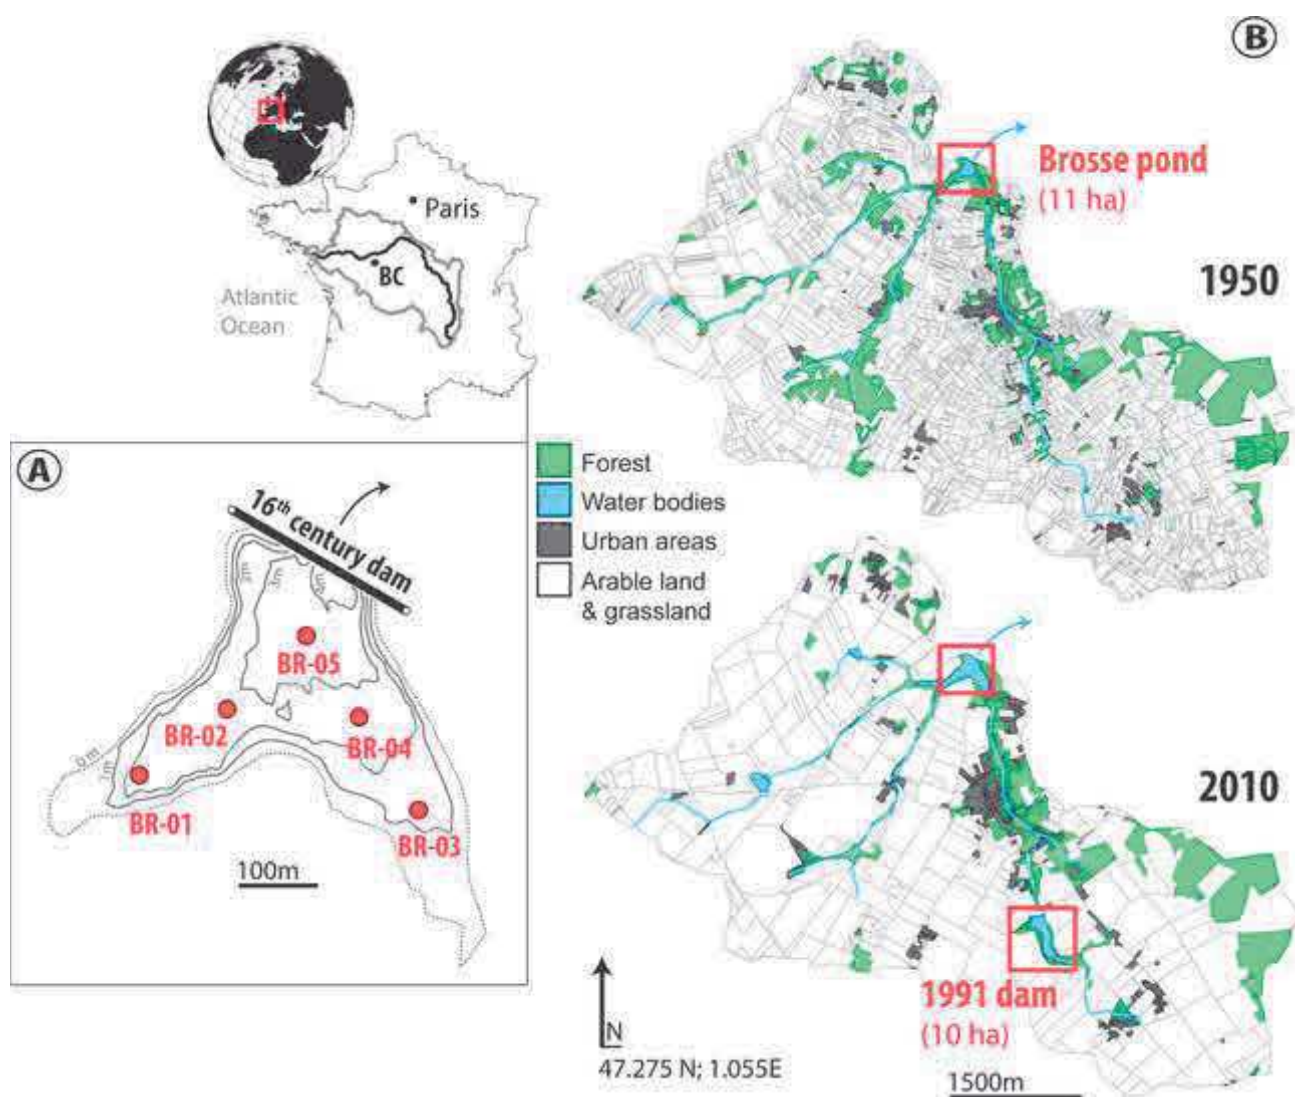 B
Paris
BC
Atlantic
Ocean
Brosse pond
(11 ha)
1950
A
16th century dam
3m
0 m
1m
BR-05
BR-02
BR-04
BR-01
BR-03
100m
Forest
Water bodies
Urban areas
Arable land
& grassland
2010
1991 dam
(10 ha)
N
47.275 N; 1.055E
1500m